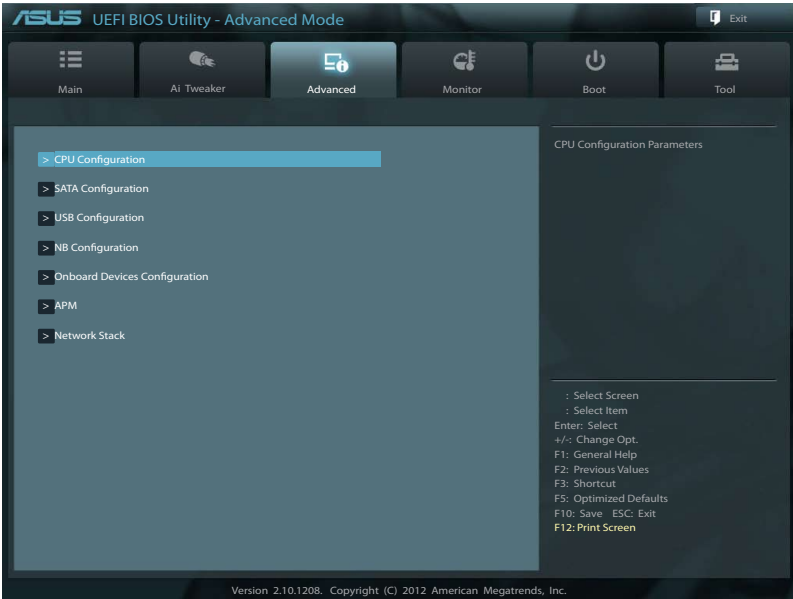 ASUS UEFI BIOS Utility - Advanced Mode
Exit
Main
Ai Tweaker
Advanced
Monitor
Boot
Tool
> CPU Configuration
> SATA Configuration
> USB Configuration
> NB Configuration
> Onboard Devices Configuration
> APM
> Network Stack
CPU Configuration Parameters
: Select Screen
: Select Item
Enter: Select
+/-: Change Opt.
F1: General Help
F2: Previous Values
F3: Shortcut
F5: Optimized Defaults
F10: Save ESC: Exit
F12: Print Screen
Version 2.10.1208. Copyright (C) 2012 American Megatrends, Inc.